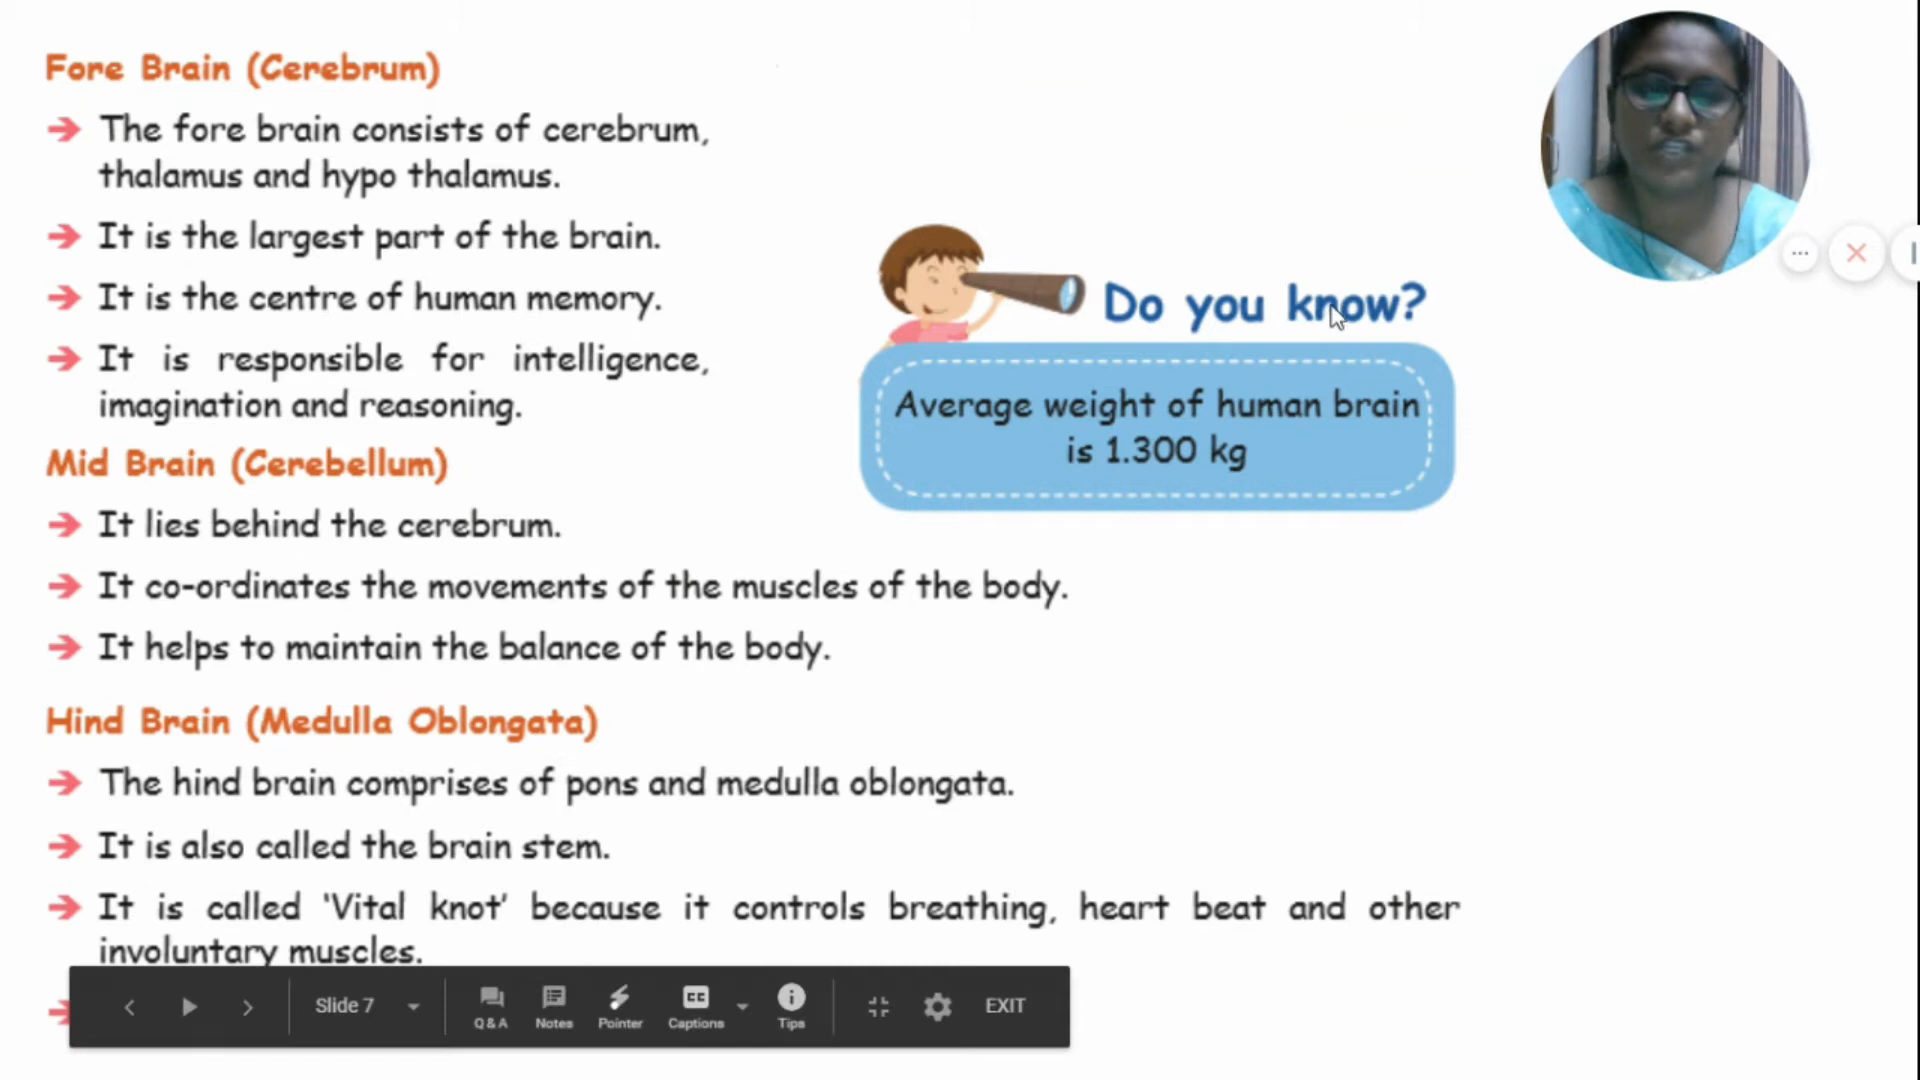 Fore Brain (Cerebrum)
The fore brain consists of cerebrum,
thalamus and hypo thalamus.
It is the largest part of the brain.
It is the centre of human memory.
It is responsible for intelligence,
imagination and reasoning.
Do you know?
Average weight of human brain
is 1.300 kg
Mid Brain (Cerebellum)
It lies behind the cerebrum.
It co-ordinates the movements of the muscles of the body.
It helps to maintain the balance of the body.
Hind Brain (Medulla Oblongata)
The hind brain comprises of pons and medulla oblongata.
It is also called the brain stem.
It is called ‘Vital knot’ because it controls breathing, heart beat and other
involuntary muscles.
Slide 7
Q & A
Notes
Pointer
CC
Captions
Tips
EXIT